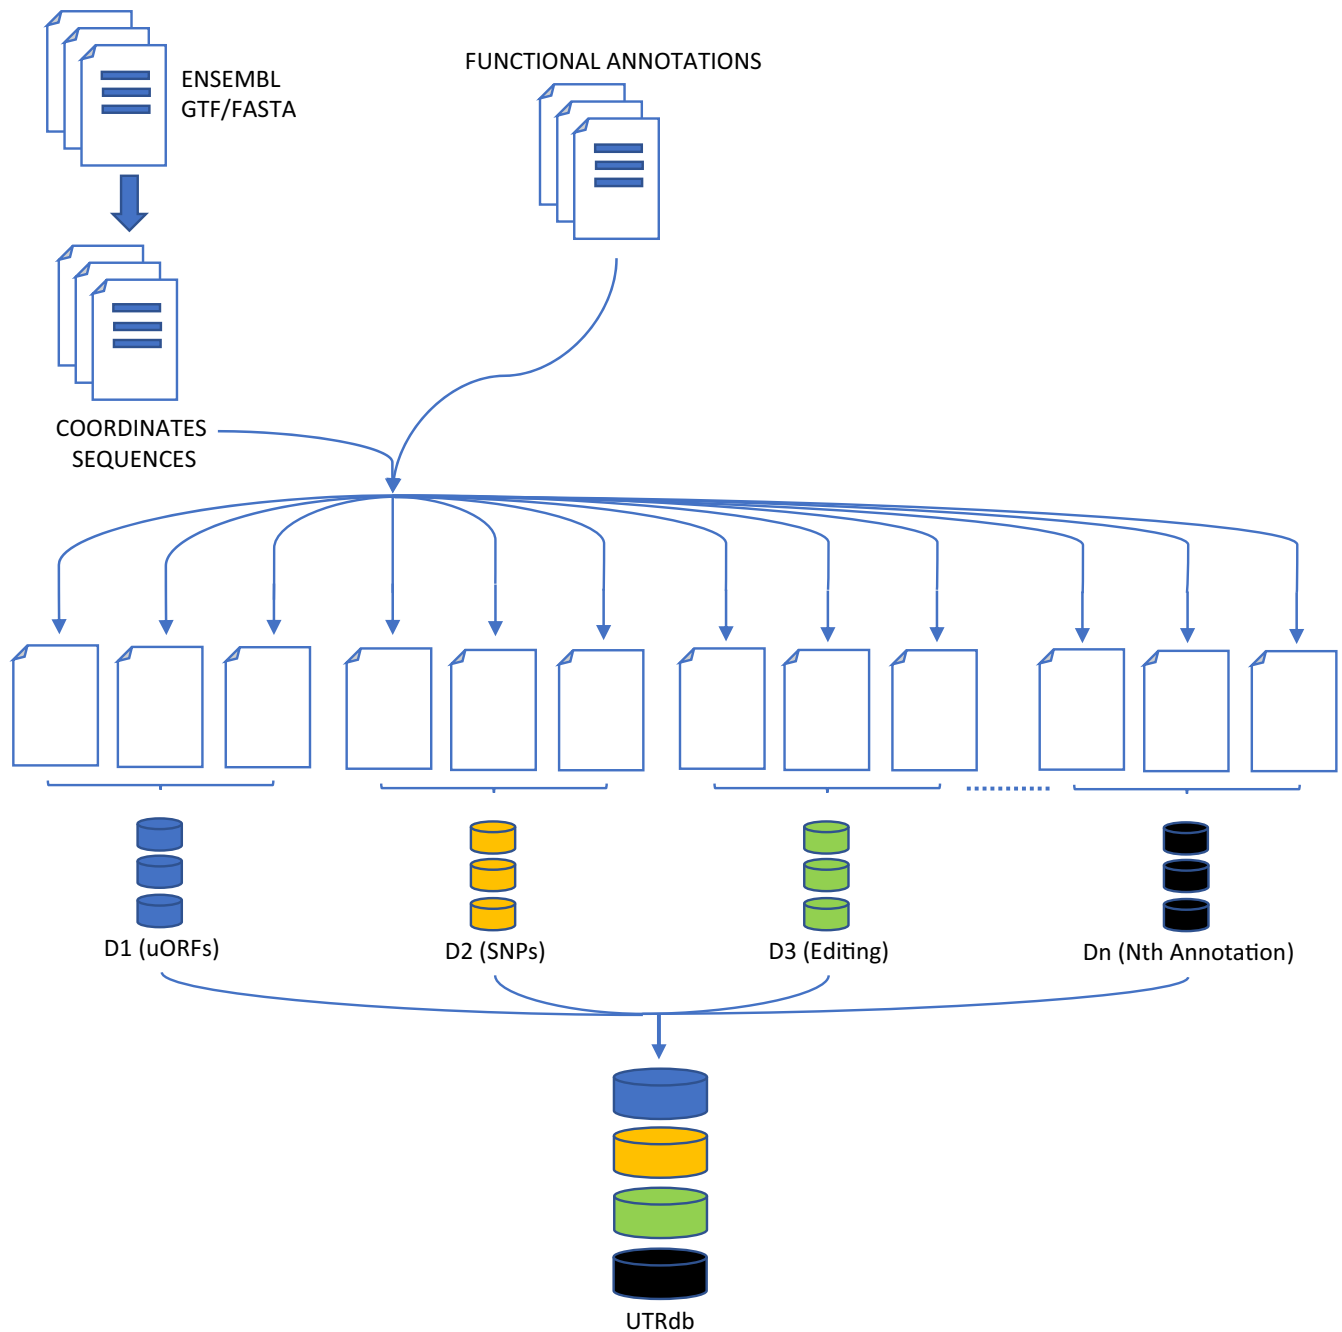 ENSEMBL
GTF/FASTA
FUNCTIONAL ANNOTATIONS
COORDINATES
SEQUENCES
D1 (uORFs)
D2 (SNPs)
D3 (Editing)
Dn (Nth Annotation)
UTRdb